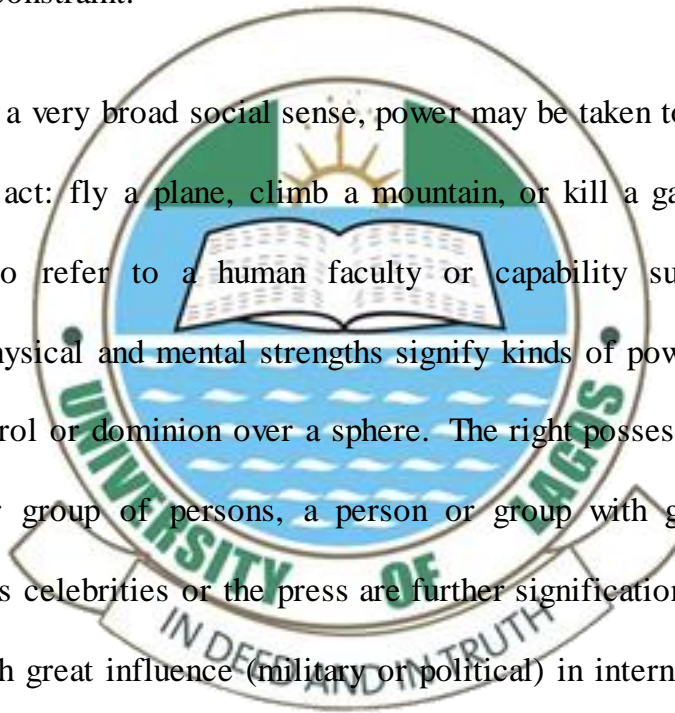 onstraint.
a very broad social sense, power may be taken to
act: fly a plane, climb a mountain, or kill a ga
o refer to a human faculty or capability su
hysical and mental strengths signify kinds of pow
rol or dominion over a sphere. The right posses
group of persons, a person or group with g
s celebrities or the press are further signification
h great influence (military or political) in intern
UNIVERSITY OF LAGOS
IN DEED AND IN TRUTH